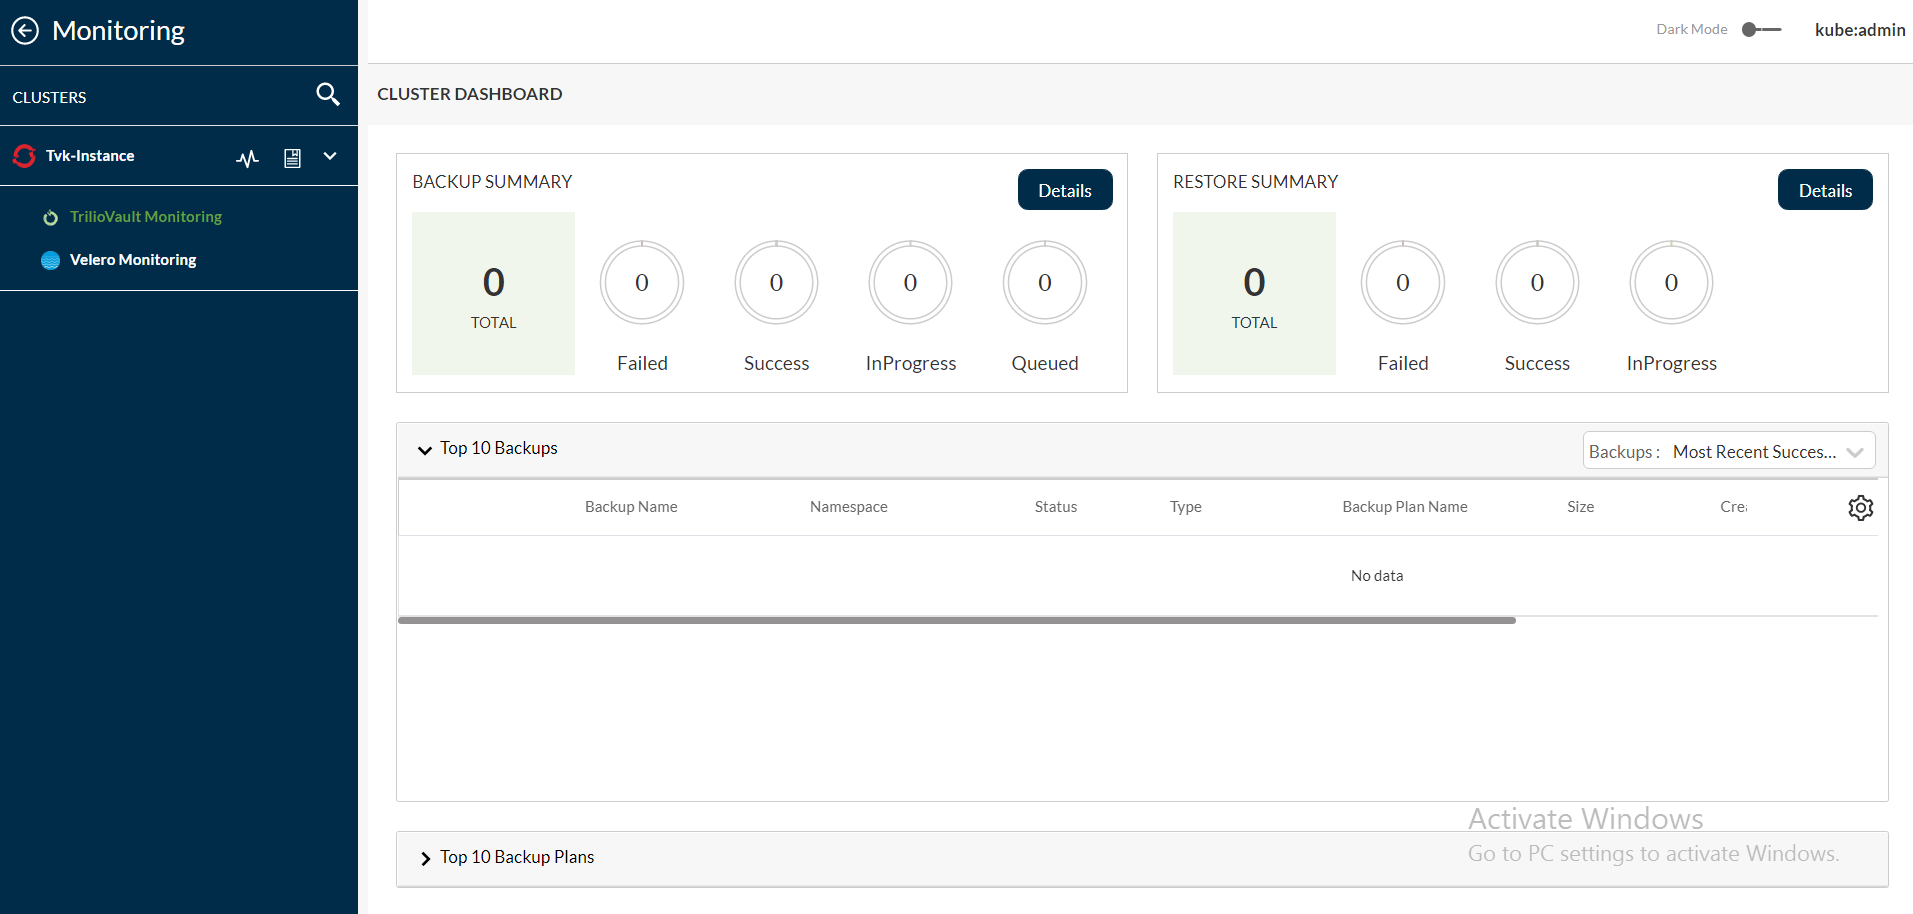 Monitoring
Dark Mode
kube:admin
CLUSTERS
CLUSTER DASHBOARD
Tvk-Instance
TrilioVault Monitoring
Velero Monitoring
BACKUP SUMMARY
Details
0
TOTAL
0
Failed
0
Success
0
InProgress
0
Queued
RESTORE SUMMARY
Details
0
TOTAL
0
Failed
0
Success
0
InProgress
Top 10 Backups
Backups : Most Recent Succes...
Backup Name Namespace Status Type Backup Plan Name Size Cre
No data
Top 10 Backup Plans
Activate Windows
Go to PC settings to activate Windows.